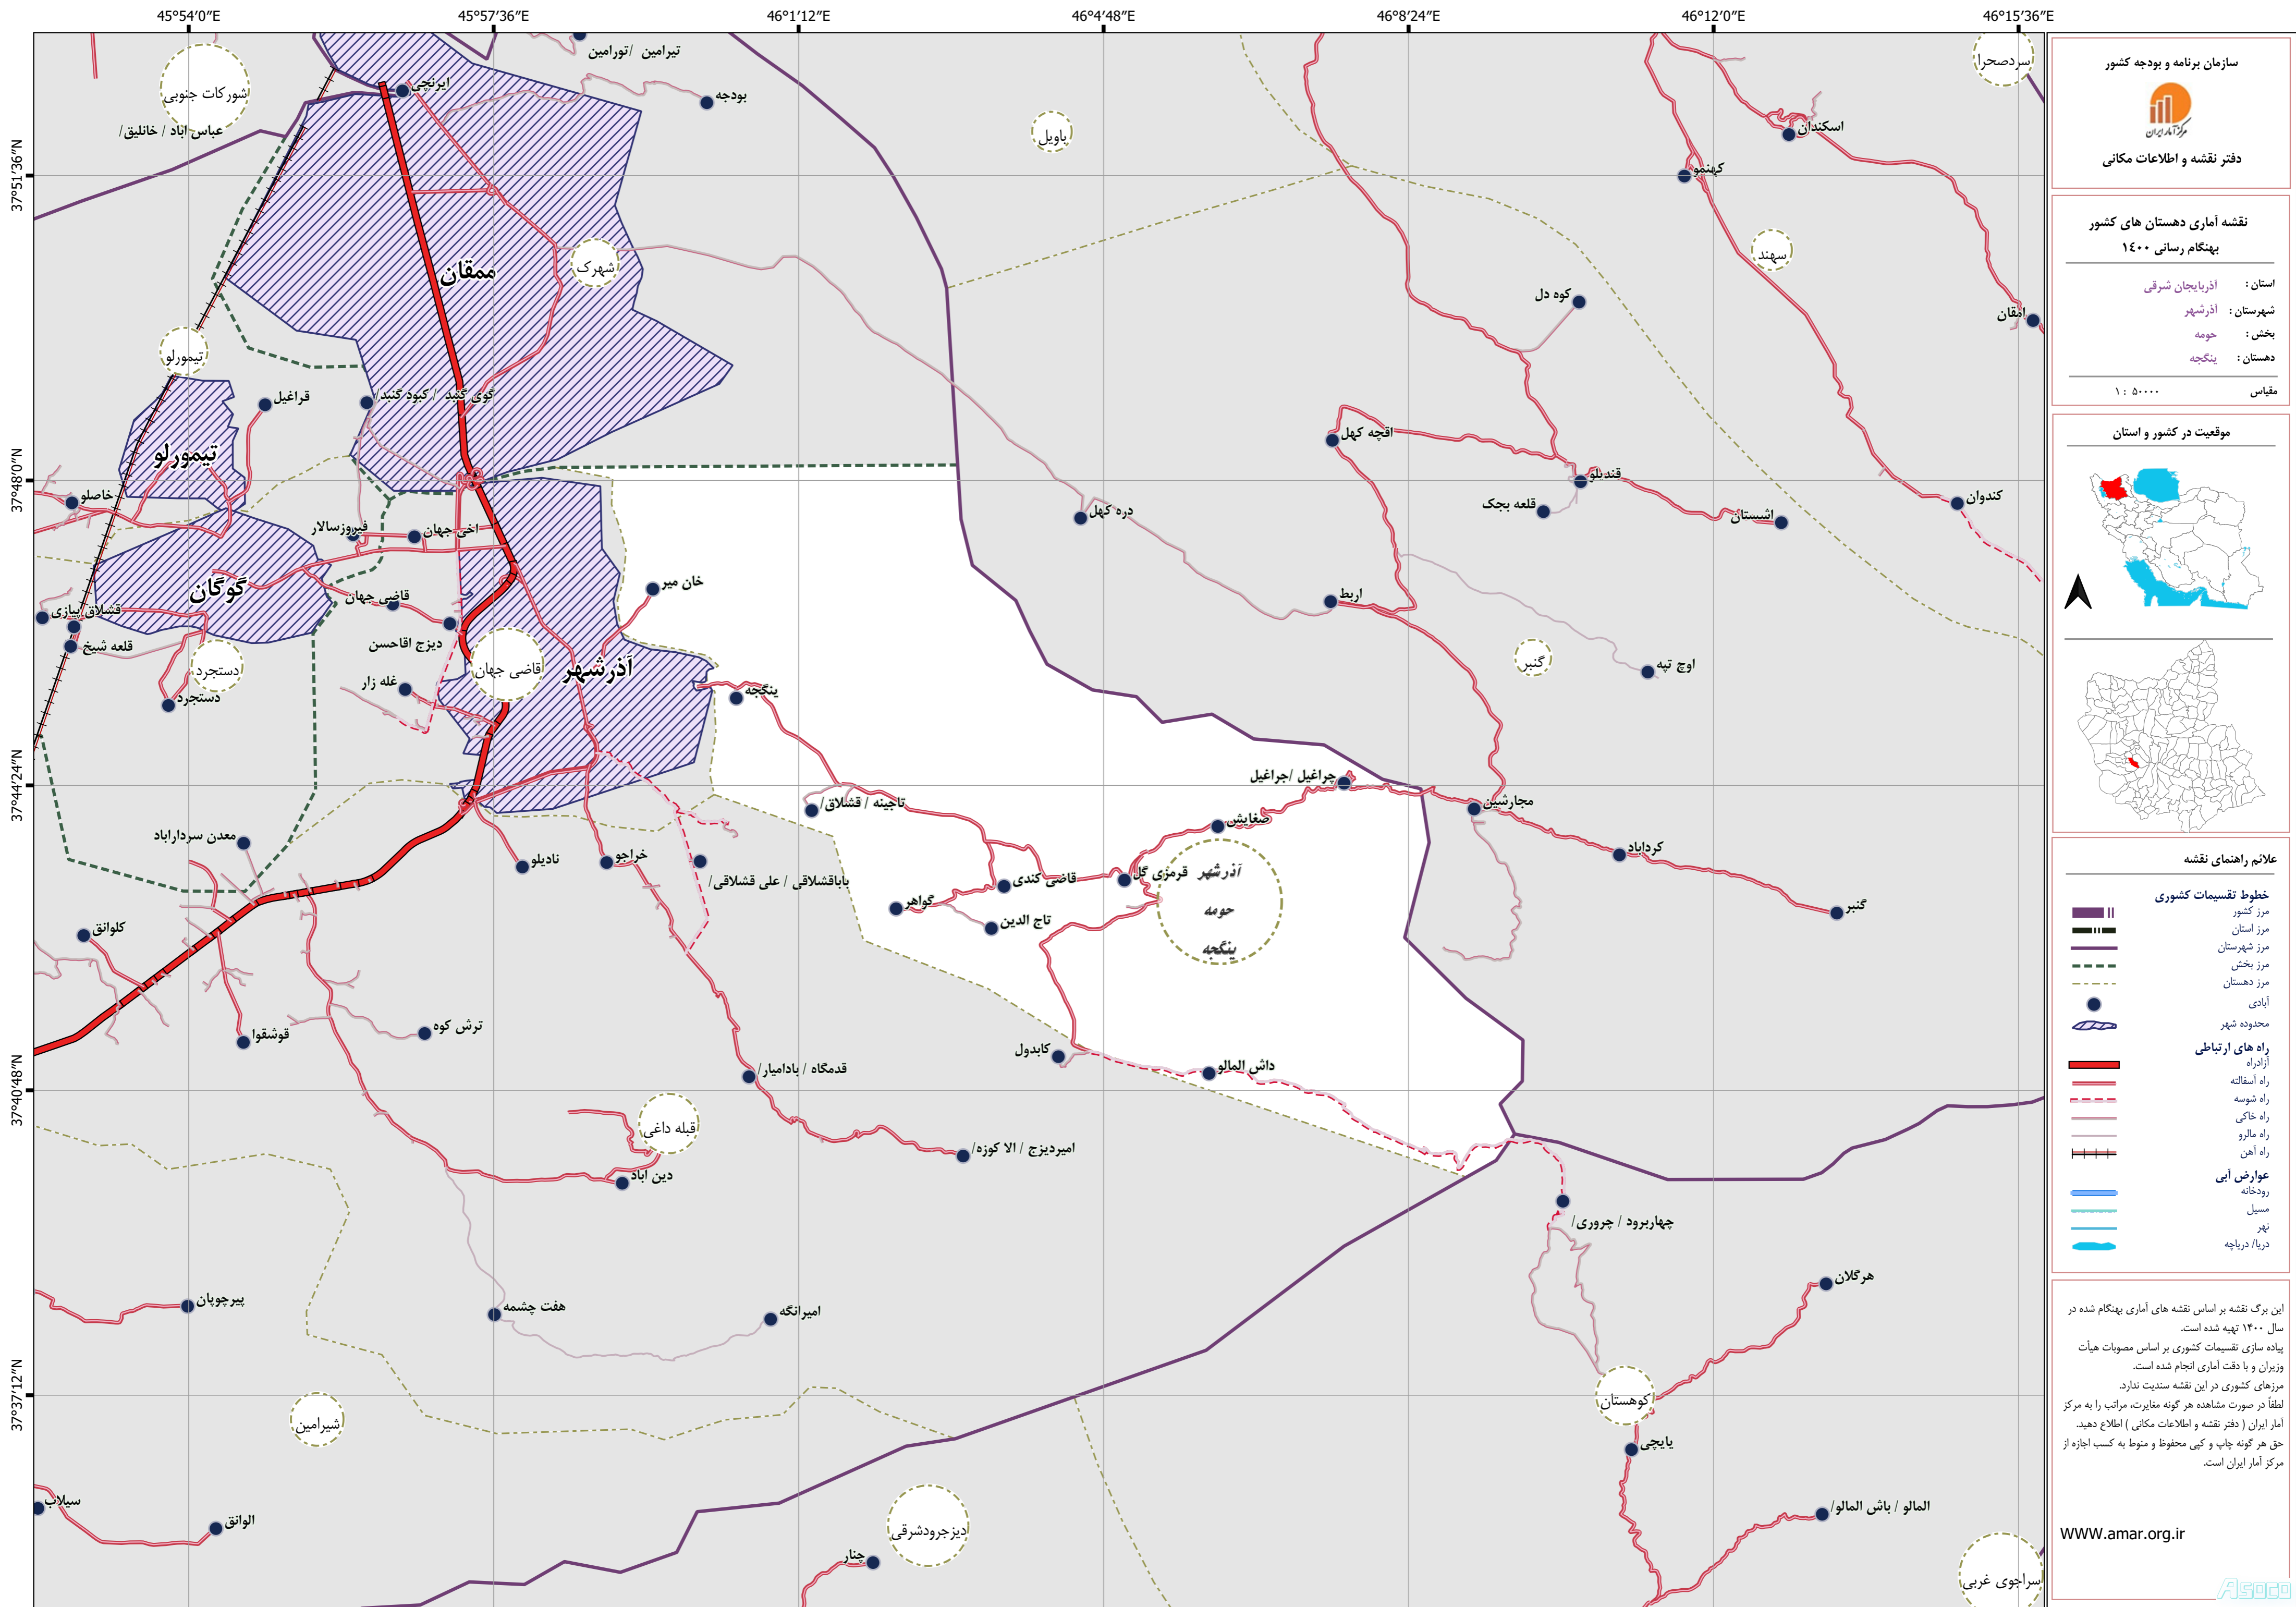 45°54′0″E
45°57′36″E
46°1′12″E
46°4′48″E
46°8′24″E
46°12′0″E
46°15′36″E
37°51′36″N
37°48′0″N
37°44′24″N
37°40′48″N
37°37′12″N
شورکات جنوبی
عباس اباد / خانلیق/
ایرنچی
تیرامین / تورامین
بودجه
پاویل
سردصحرا
اسکندان
کهنمو
سهند
امقان
ممقان
شهرک
کوه دل
تیمورلو
قراغیل
گوی گنبد / کبود گنبد/
تیمورلو
خاصلو
فیروزسالار
اخی جهان
دره کهل
اقچه کهل
قندیلو
قلعه بجک
اشستان
کندوان
گوگان
قاضی جهان
خان میر
قشلاق پیازی
قلعه شیخ
دیزج اقاحسن
دستجرد
دستجرد
غله زار
قاضی جهان
آذرشهر
ینگجه
اربط
گنبر
اوچ تپه
چراغیل /جراغیل
مجارشین
تاجینه / قشلاق/
صغایش
معدن سرداراباد
نادیلو
خراجو
باباقشلاقی / علی قشلاقی/
قاضی کندی
قرمزی گل
گواهر
تاج الدین
آذرشهر
حومه
ینگجه
کرداباد
گنبر
کلوانق
قوشقوا
ترش کوه
قدمگاه / بادامیار/
کابدول
داش المالو
قبله داغی
دین اباد
امیردیزج / الا کوزه/
چهاربرود / چروری/
هرگلان
پیرچوپان
هفت چشمه
امیرانگه
شیرامین
کوهستان
یایچی
سیلاب
الوانق
دیزجرودشرقی
چنار
المالو / باش المالو/
سراجوی غربی
سازمان برنامه و بودجه کشور
مرکز آمار ایران
دفتر نقشه و اطلاعات مکانی
نقشه آماری دهستان های کشور
بهنگام رسانی ١٤٠٠
استان : آذربایجان شرقی
شهرستان : آذرشهر
بخش : حومه
دهستان : ینگجه
مقیاس ۱ : ۵۰۰۰۰
موقعیت در کشور و استان
علائم راهنمای نقشه
خطوط تقسیمات کشوری
مرز کشور
مرز استان
مرز شهرستان
مرز بخش
مرز دهستان
آبادی
محدوده شهر
راه های ارتباطی
آزادراه
راه آسفالته
راه شوسه
راه خاکی
راه مالرو
راه آهن
عوارض آبی
رودخانه
مسیل
نهر
دریا/ دریاچه
این برگ نقشه بر اساس نقشه های آماری بهنگام شده در
سال ۱۴۰۰ تهیه شده است.
پیاده سازی تقسیمات کشوری بر اساس مصوبات هیأت
وزیران و با دقت آماری انجام شده است.
مرزهای کشوری در این نقشه سندیت ندارد.
لطفاً در صورت مشاهده هر گونه مغایرت، مراتب را به مرکز
آمار ایران ( دفتر نقشه و اطلاعات مکانی ) اطلاع دهید.
حق هر گونه چاپ و کپی محفوظ و منوط به کسب اجازه از
مرکز آمار ایران است.
WWW.amar.org.ir
Asoco